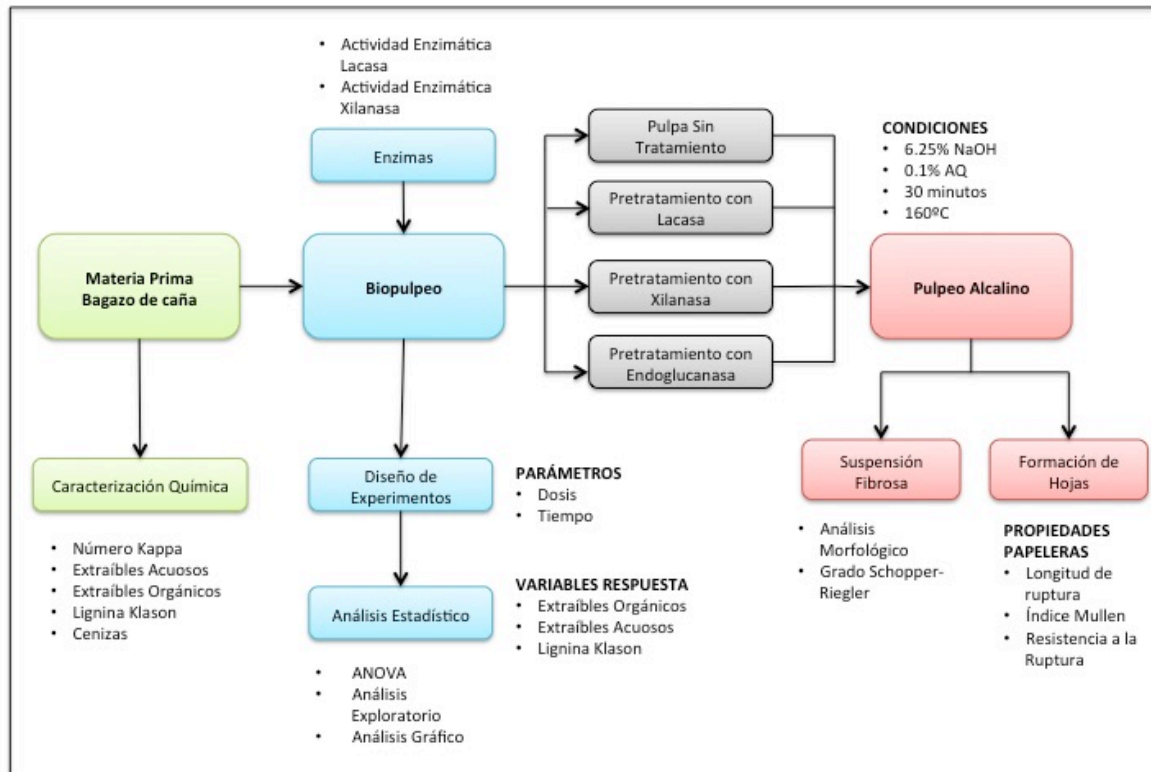 • Actividad Enzimática
Lacasa
• Actividad Enzimática
Xilanasa
Enzimas
Materia Prima
Bagazo de caña
Biopulpeo
Pulpa Sin
Tratamiento
Pretratamiento con
Lacasa
Pretratamiento con
Xilanasa
Pretratamiento con
Endoglucanasa
CONDICIONES
• 6.25% NaOH
• 0.1% AQ
• 30 minutos
• 160ºC
Pulpeo Alcalino
Caracterización Química
• Número Kappa
• Extraíbles Acuosos
• Extraíbles Orgánicos
• Lignina Klason
• Cenizas
Diseño de
Experimentos
PARÁMETROS
• Dosis
• Tiempo
Análisis Estadístico
VARIABLES RESPUESTA
• Extraíbles Orgánicos
• Extraíbles Acuosos
• Lignina Klason
• ANOVA
• Análisis
Exploratorio
• Análisis Gráfico
Suspensión
Fibrosa
• Análisis
Morfológico
• Grado Schopper-
Riegler
Formación de
Hojas
PROPIEDADES
PAPELERAS
• Longitud de
ruptura
• Índice Mullen
• Resistencia a la
Ruptura